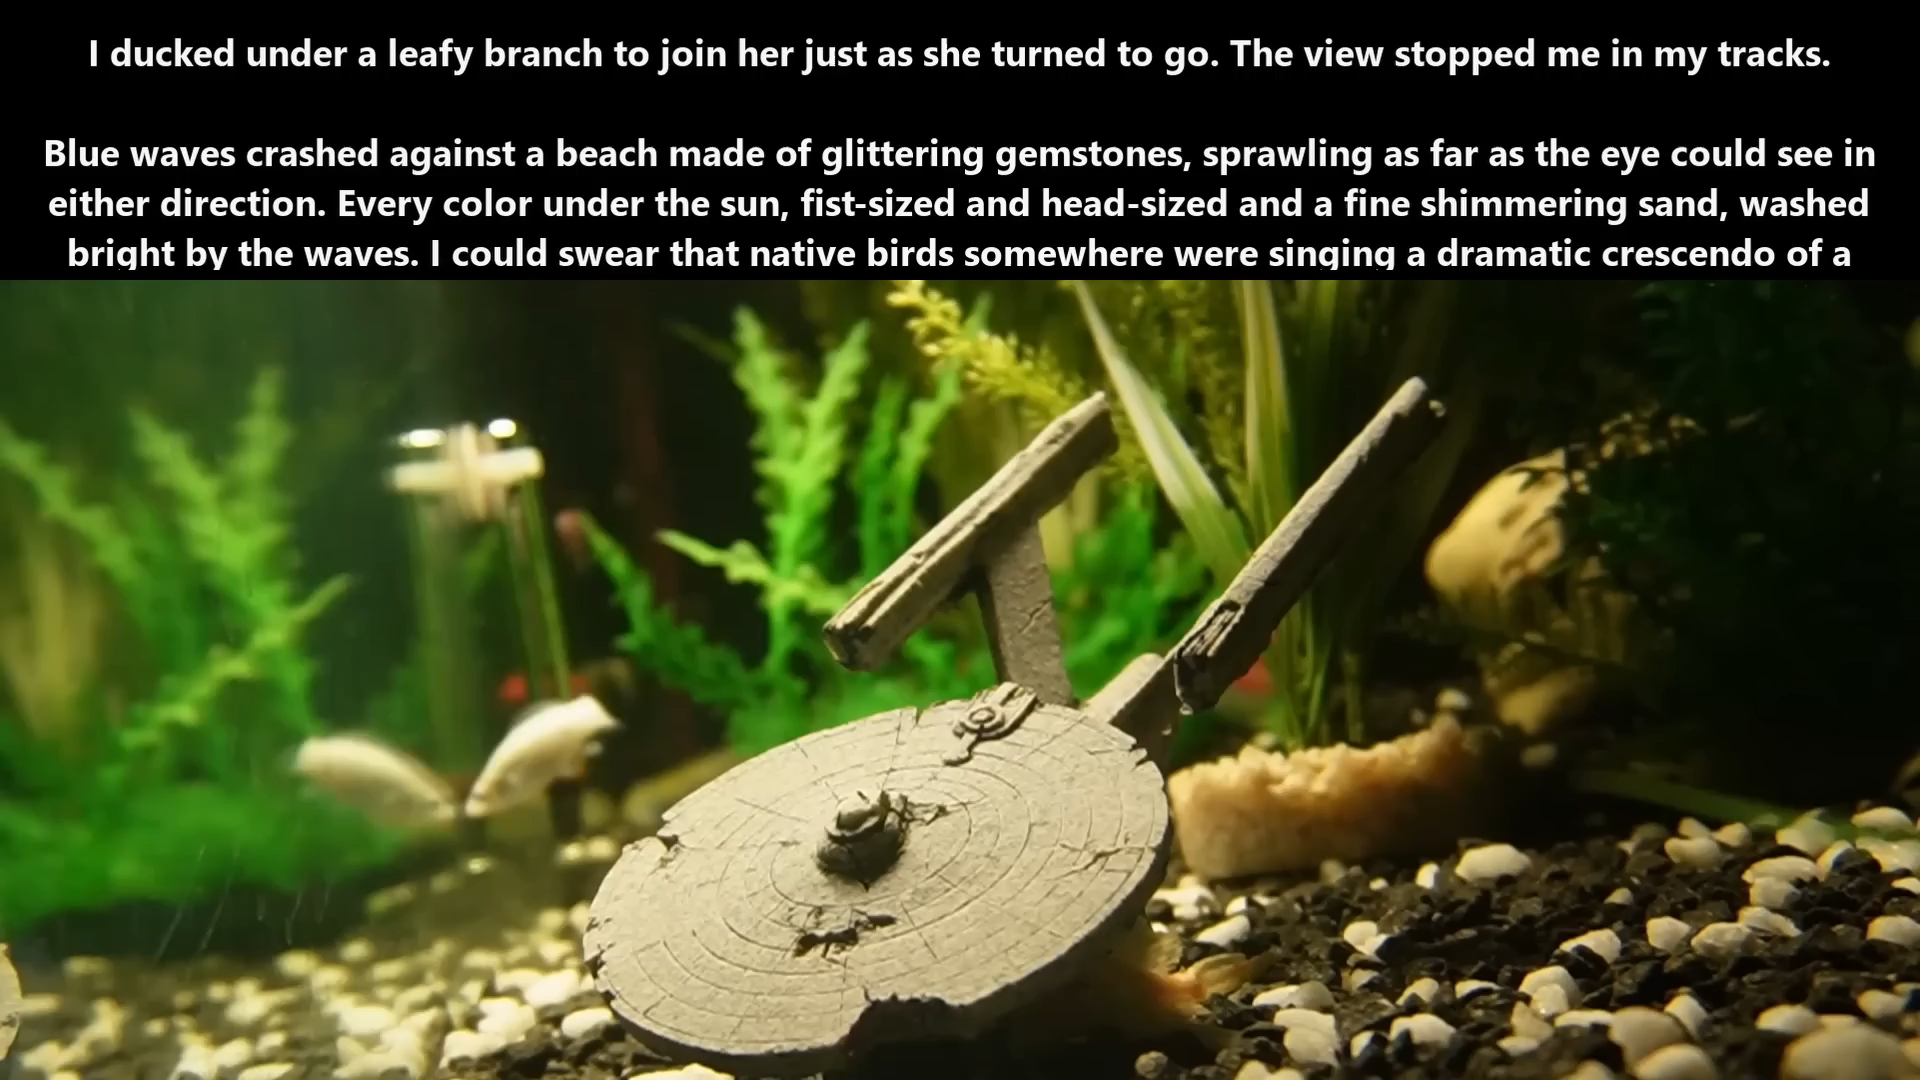 I ducked under a leafy branch to join her just as she turned to go. The view stopped me in my tracks.
Blue waves crashed against a beach made of glittering gemstones, sprawling as far as the eye could see in
either direction. Every color under the sun, fist-sized and head-sized and a fine shimmering sand, washed
bright by the waves. I could swear that native birds somewhere were singing a dramatic crescendo of a